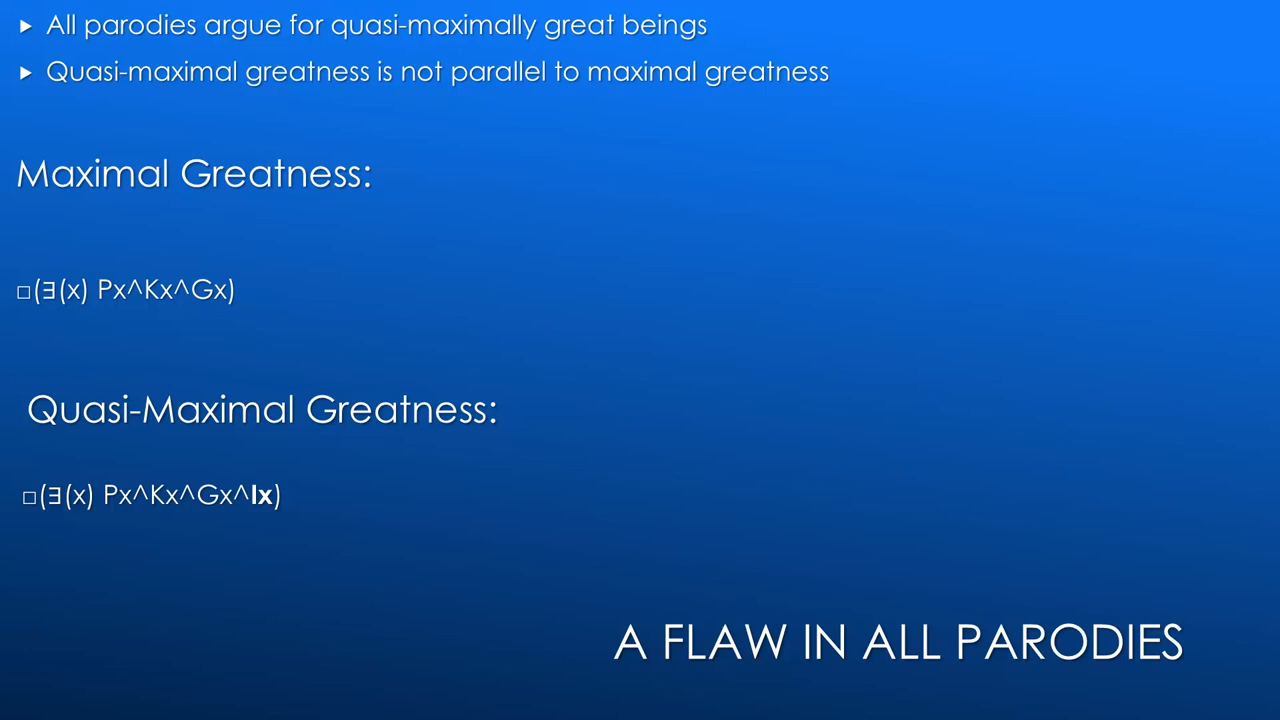 ▸ All parodies argue for quasi-maximally great beings
▸ Quasi-maximal greatness is not parallel to maximal greatness
Maximal Greatness:
□(∃(x) Px^Kx^Gx)
Quasi-Maximal Greatness:
□(∃(x) Px^Kx^Gx^Ix)
A FLAW IN ALL PARODIES